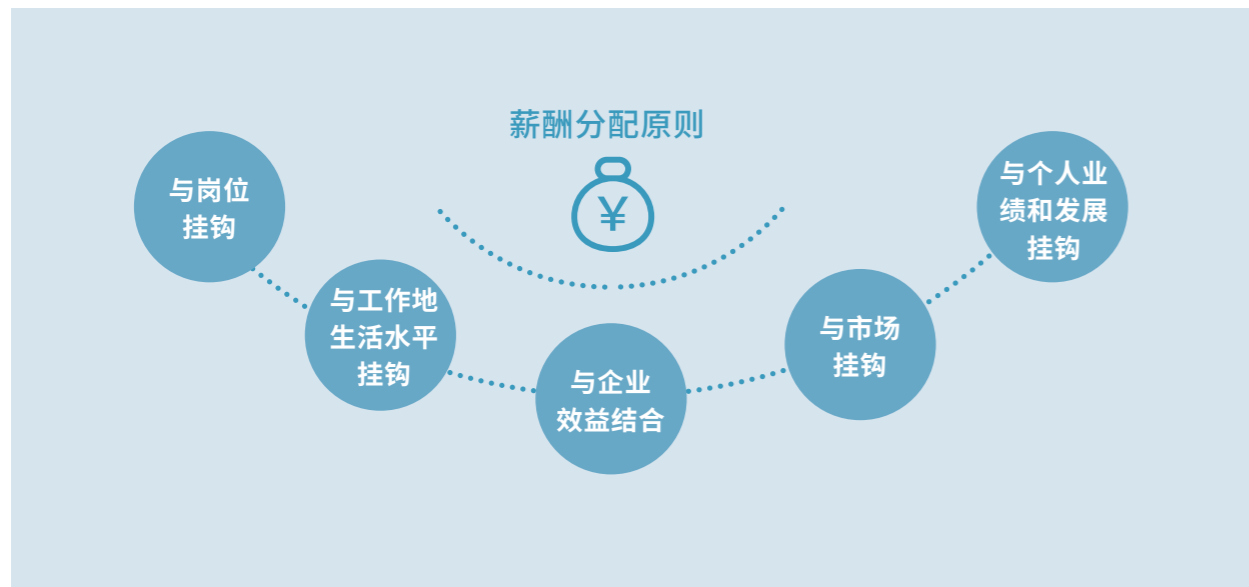 薪酬分配原则
¥
与岗位
挂钩
与工作地
生活水平
挂钩
与企业
效益结合
与市场
挂钩
与个人业
绩和发展
挂钩